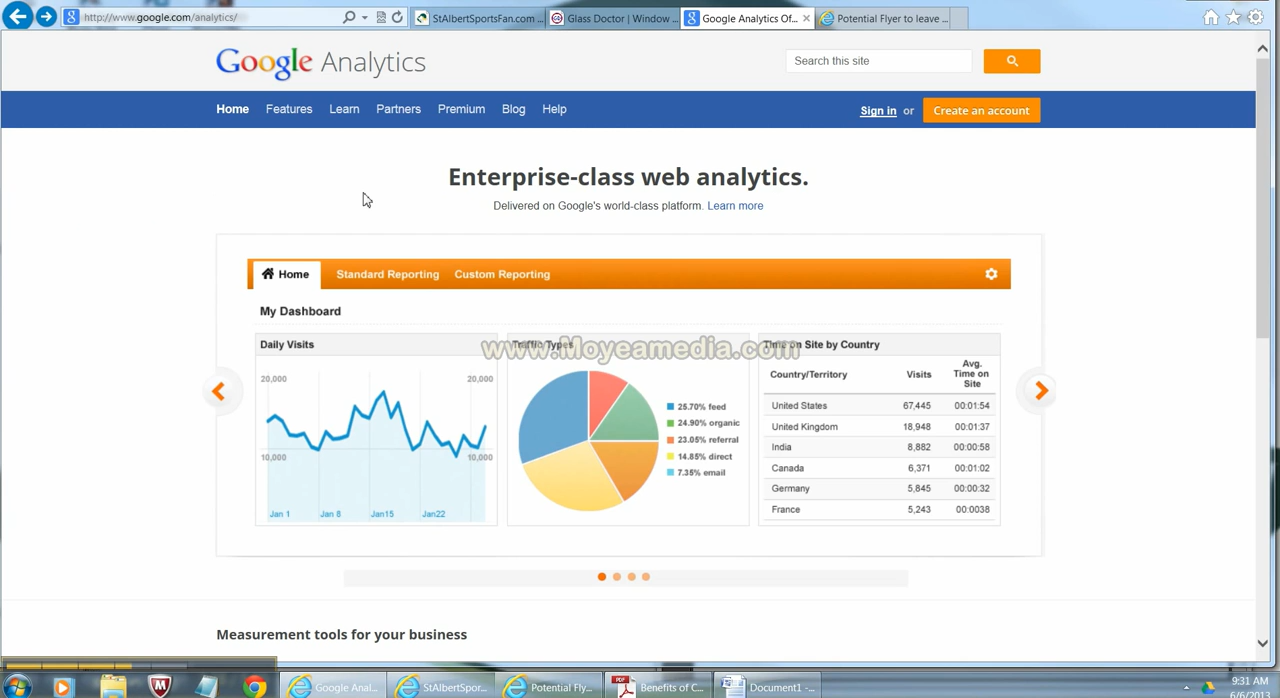 http://www.google.com/analytics/
StAlbertSportsFan.com ...
Glass Doctor | Window ...
Google Analytics Of...
Potential Flyer to leave ...
Google Analytics
Search this site
Home Features Learn Partners Premium Blog Help
Sign in or Create an account
Enterprise-class web analytics.
Delivered on Google's world-class platform. Learn more
Home Standard Reporting Custom Reporting
My Dashboard
Daily Visits
20,000 20,000
10,000 10,000
Jan 1 Jan 8 Jan15 Jan22
Traffic Types
25.70% feed
24.90% organic
23.05% referral
14.85% direct
7.35% email
www.Moyeamedia.com
Time on Site by Country
Country/Territory Visits Avg. Time on Site
United States 67,445 00:01:54
United Kingdom 18,948 00:01:37
India 8,882 00:00:58
Canada 6,371 00:01:02
Germany 5,845 00:00:32
France 5,243 00:0038
Measurement tools for your business
Google Anal...
StAlbertSpor...
Potential Fly...
Benefits of C...
Document1 -...
9:31 AM
6/6/2013